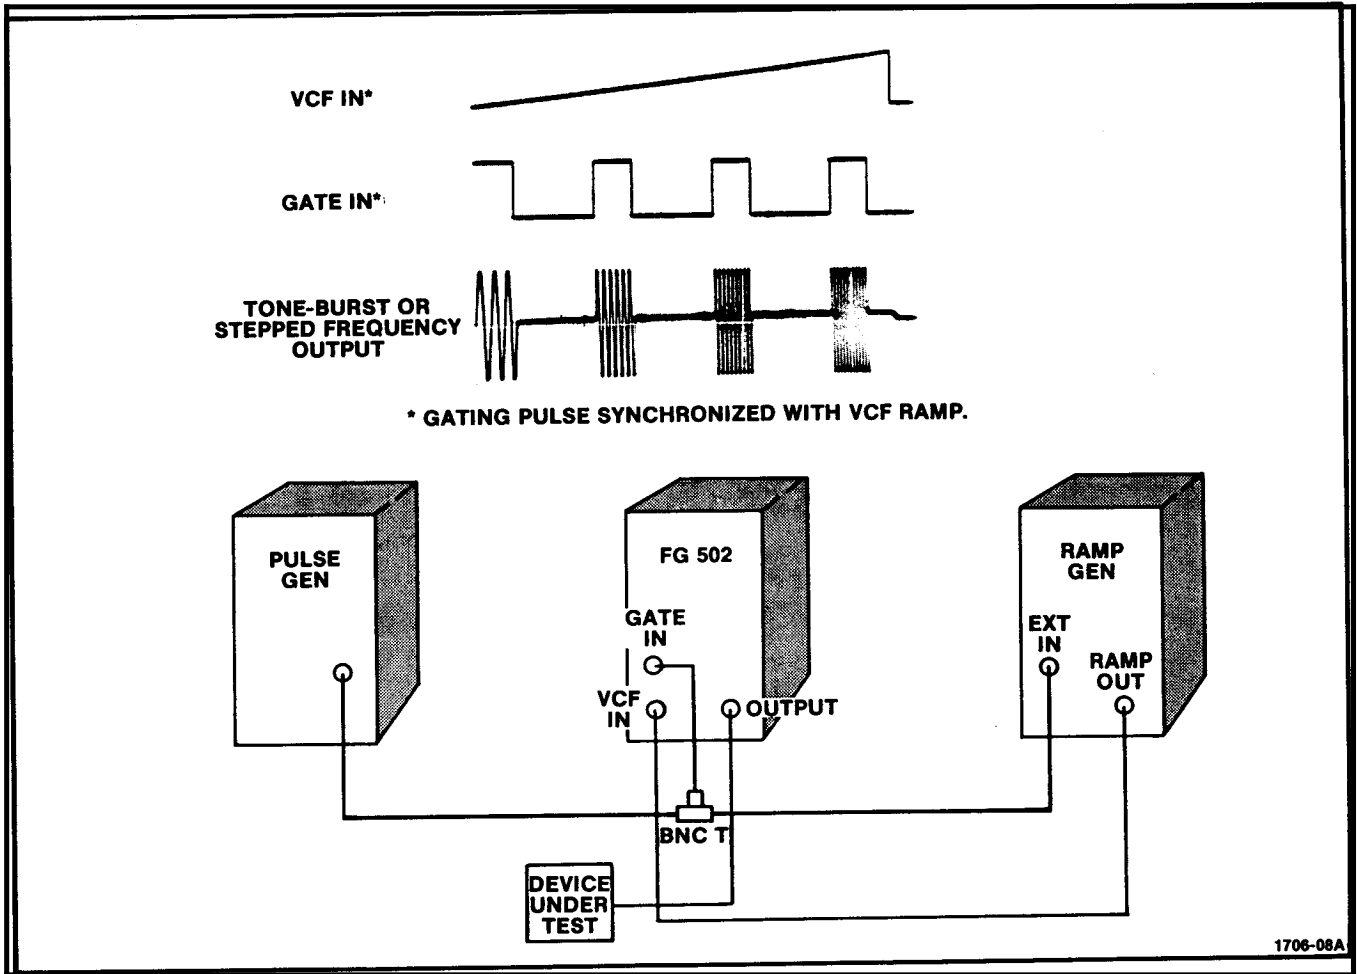 VCF IN*
GATE IN*
TONE-BURST OR
STEPPED FREQUENCY
OUTPUT
* GATING PULSE SYNCHRONIZED WITH VCF RAMP.
PULSE
GEN
FG 502
GATE
IN
VCF
IN
OUTPUT
RAMP
GEN
EXT
IN
RAMP
OUT
BNC T
DEVICE
UNDER
TEST
1706-08A